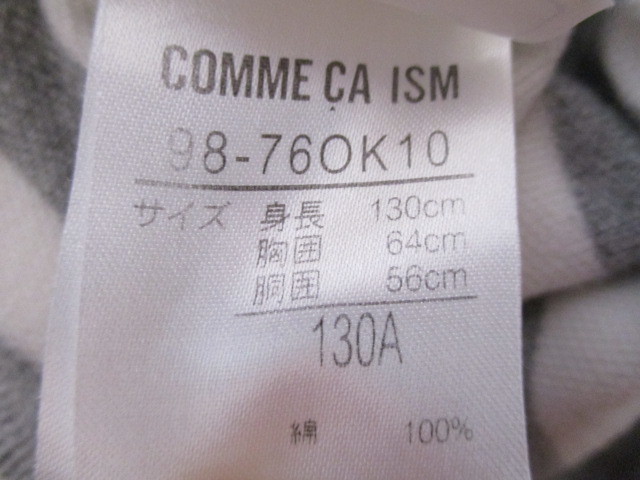 COMME ÇA ISM
98-76OK10
サイズ 身長 130cm
胸囲 64cm
胴囲 56cm
130A
綿 100%